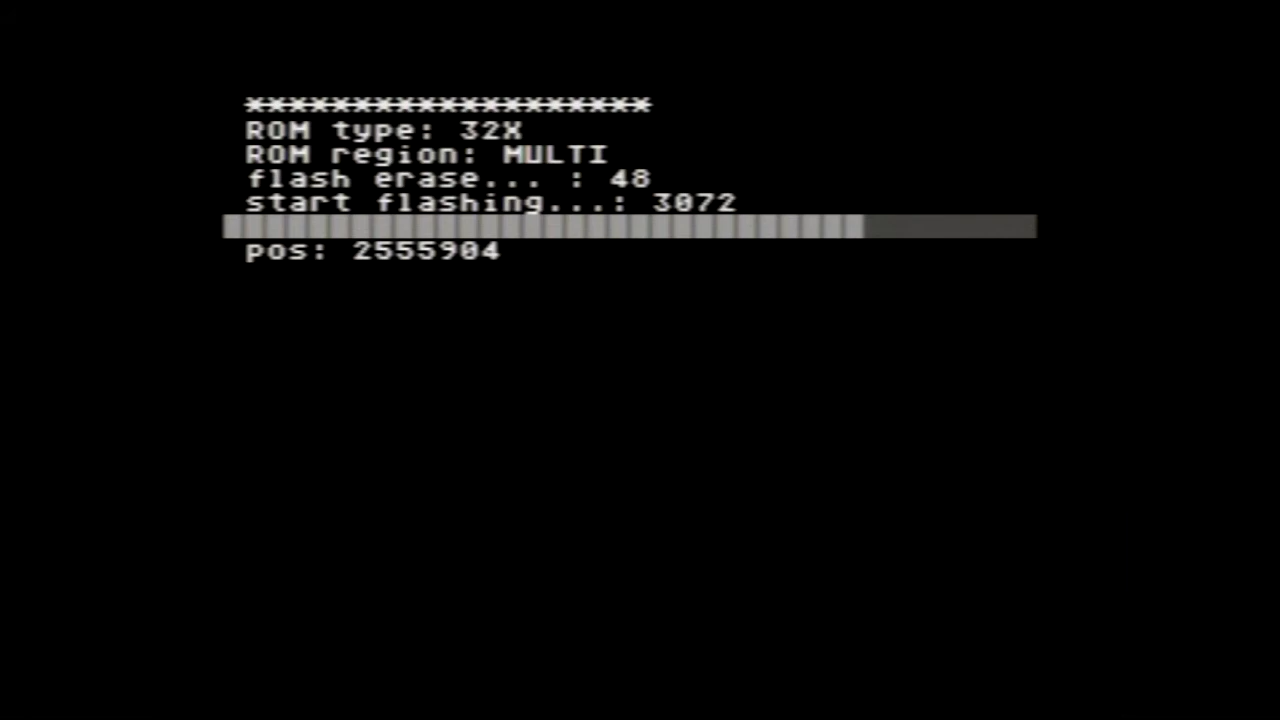 *******************
ROM type: 32X
ROM region: MULTI
flash erase... : 48
start flashing...: 3072
pos: 2555904